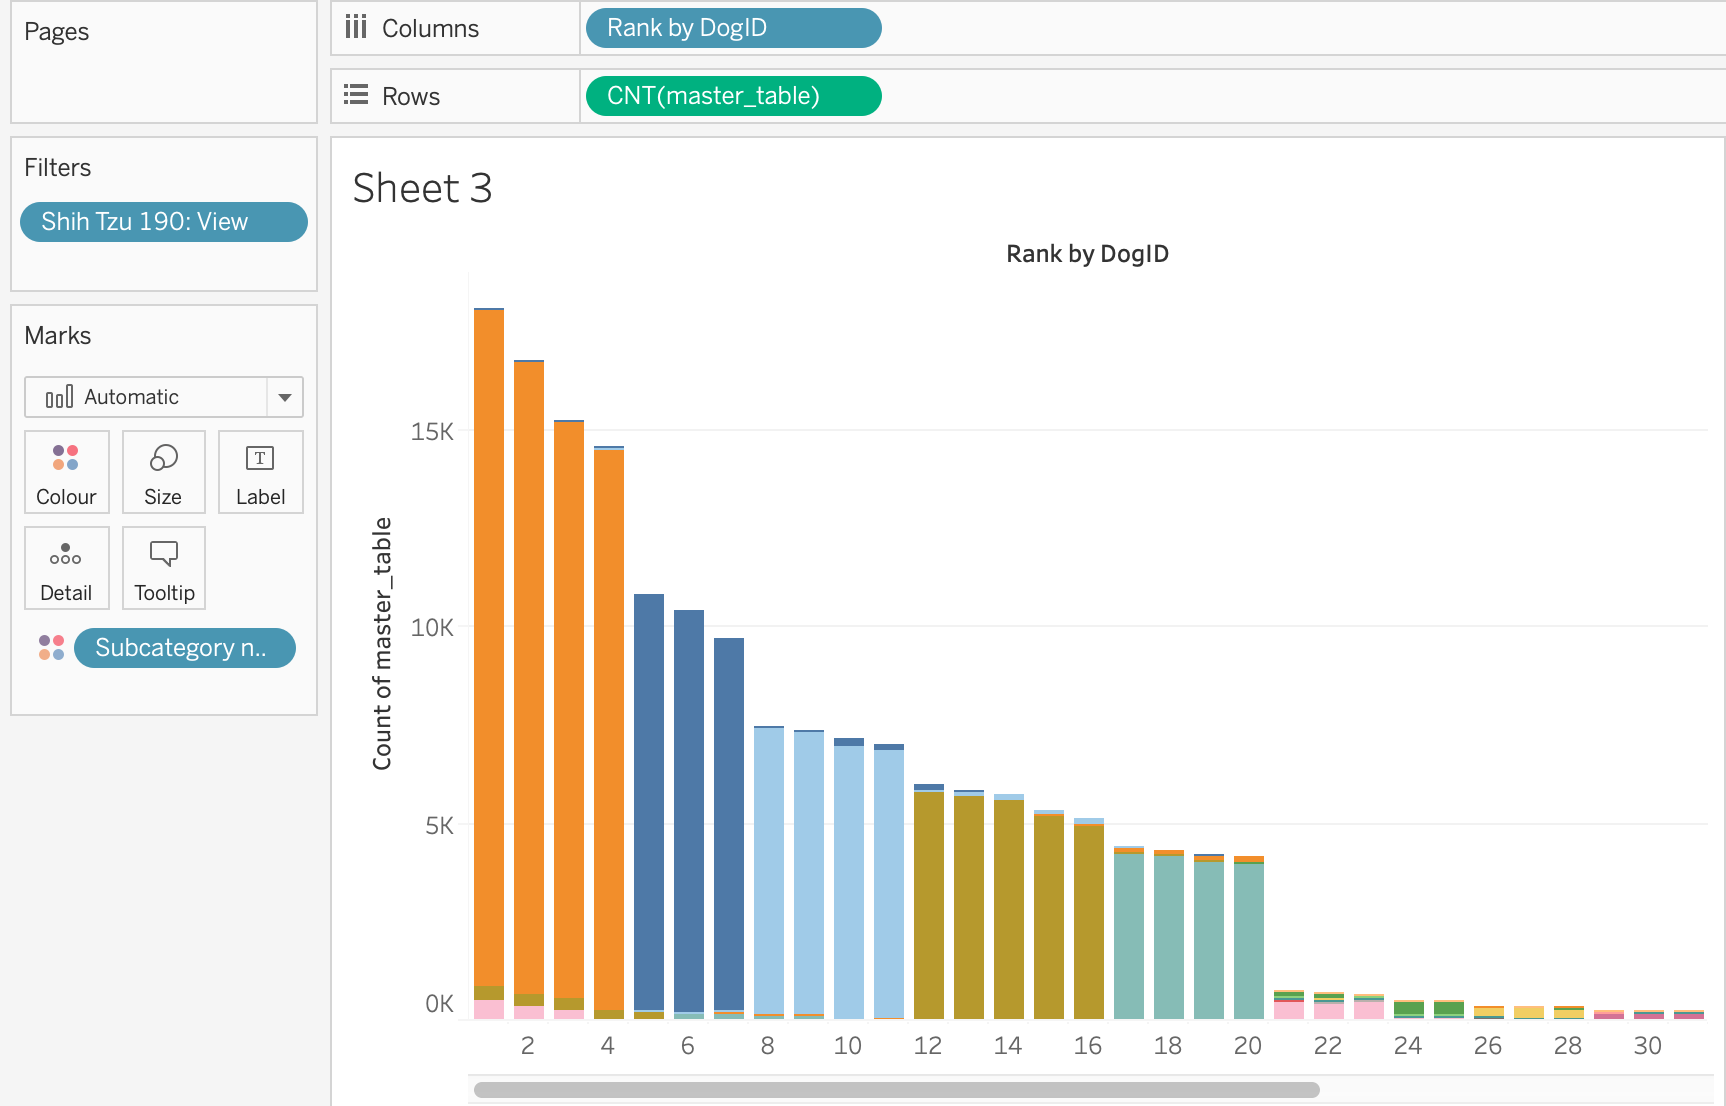 Pages
Columns
Rank by DogID
Rows
CNT(master_table)
Filters
Shih Tzu 190: View
Marks
Automatic
Colour
Size
T
Label
Detail
Tooltip
Subcategory n..
Sheet 3
Rank by DogID
Count of master_table
15K
10K
5K
0K
2 4 6 8 10 12 14 16 18 20 22 24 26 28 30